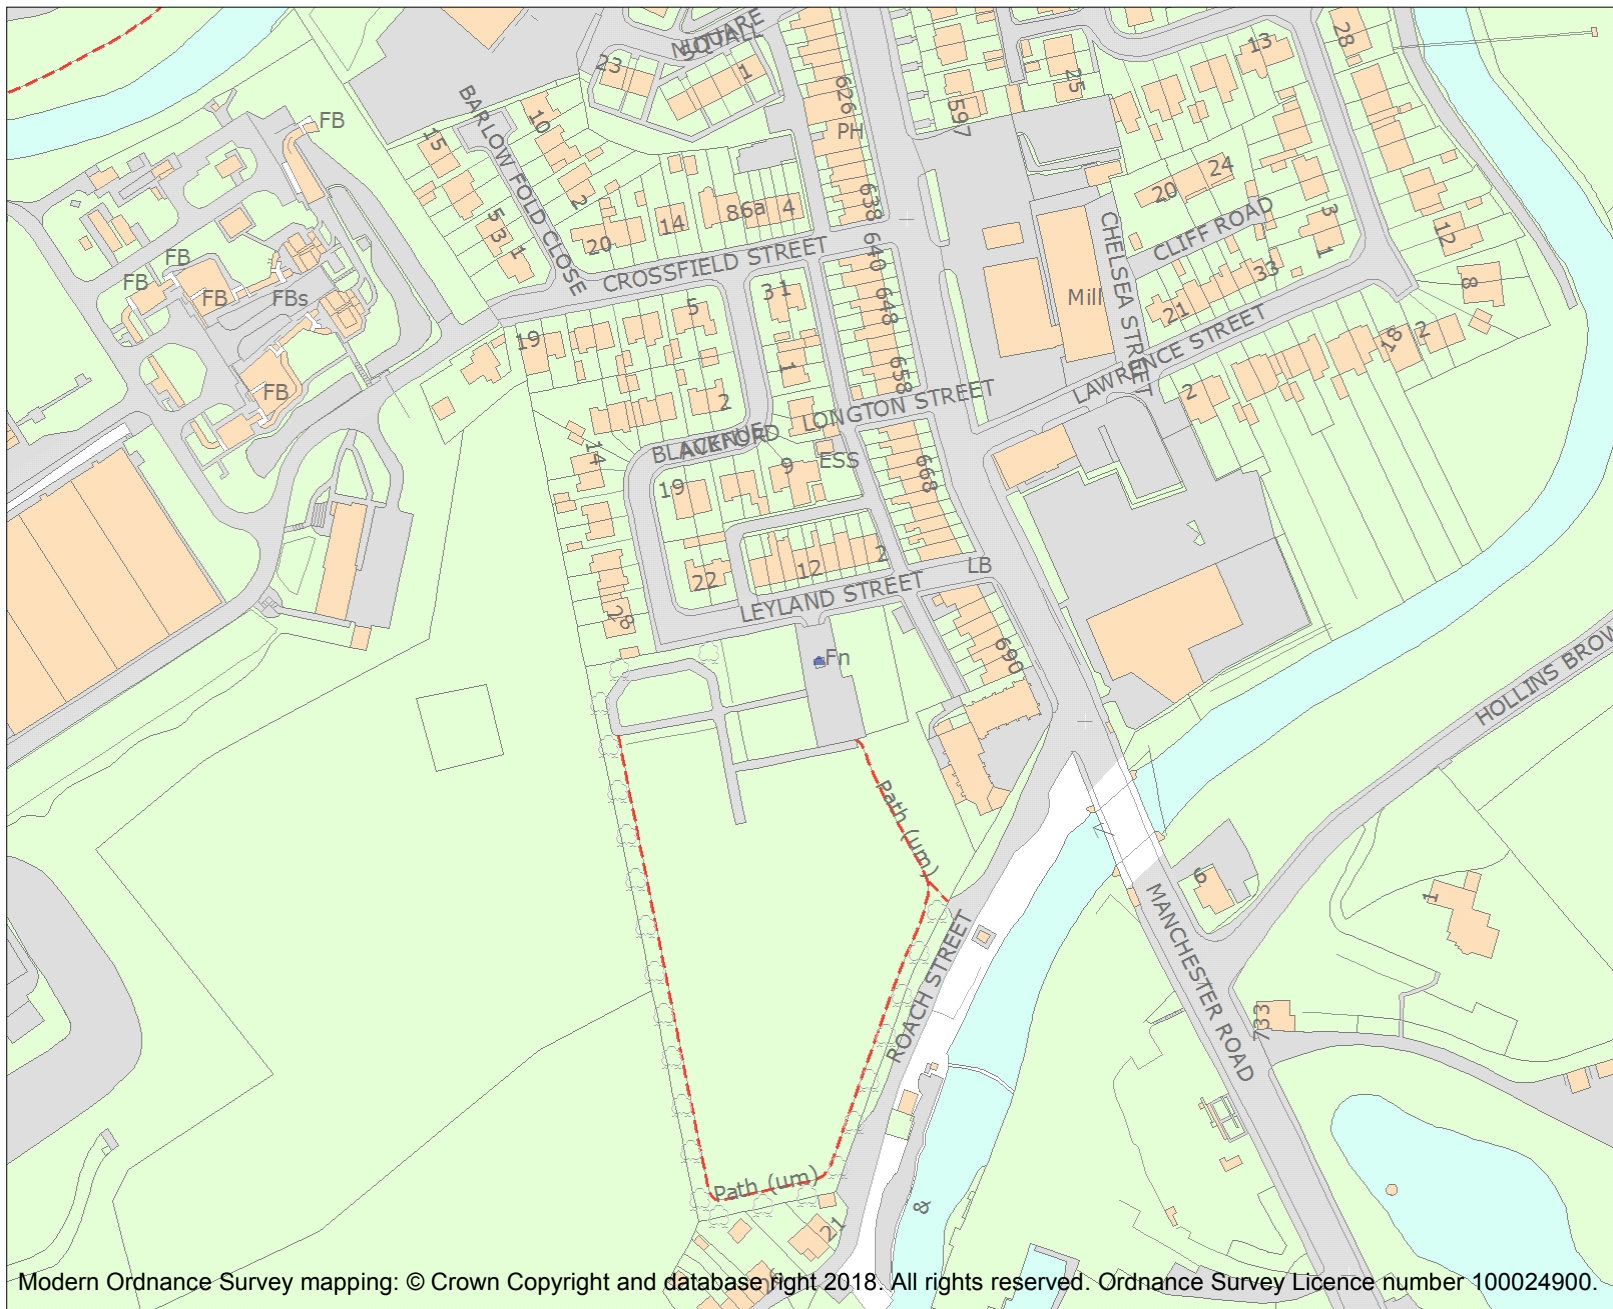 SQUARE
NUTTALL
23
1
626
PH
597
25
13
28
FB
BARLOW FOLD CLOSE
10
15
2
5
3
1
20
14
86a
4
638
20
24
CLIFF ROAD
3
1
12
8
CHELSEA STREET
FB
FB
FB
FBs
FB
CROSSFIELD STREET
640
648
658
Mill
33
21
LAWRENCE STREET
18
2
2
19
5
3
1
1
2
LONGTON STREET
BLACKFORD
AVENUE
ESS
14
19
9
668
22
12
2
LB
LEYLAND STREET
28
Fn
690
HOLLINS BROW
Path (um)
6
1
MANCHESTER ROAD
ROACH STREET
733
Path (um)
21
&
Modern Ordnance Survey mapping: © Crown Copyright and database right 2018. All rights reserved. Ordnance Survey Licence number 100024900.